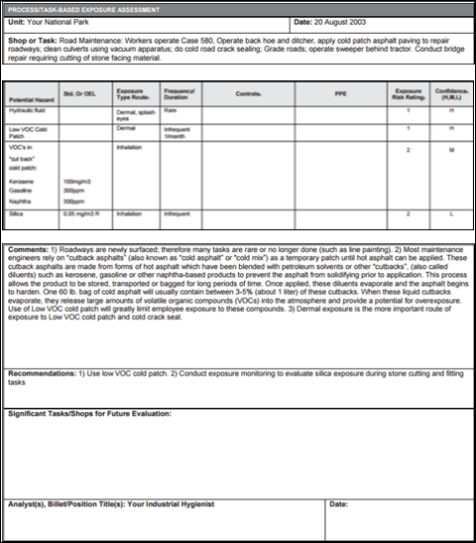 PROCESS/TASK-BASED EXPOSURE ASSESSMENT
Unit: Your National Park
Date: 20 August 2003
Shop or Task: Road Maintenance: Workers operate Case 580, Operate back hoe and ditcher, apply cold patch asphalt paving to repair
roadways; clean culverts using vacuum apparatus; do cold road crack sealing; Grade roads; operate sweeper behind tractor. Conduct bridge
repair requiring cutting of stone facing material.
Potential Hazard
Std. Or OEL
Exposure
Type Route-
Frequency/
Duration
Controls-
PPE
Exposure
Risk Rating-
Confidence-
(H,M,L)
Hydraulic fluid
Dermal, splash
eyes
Rare
1
H
Low VOC Cold
Patch
Dermal
Infrequent
1/month
1
H
VOC's in
"cut back"
cold patch:
Inhalation
2
M
Kerosene
100mg/m3
Gasoline
300ppm
Naphtha
300ppm
Silica
0.05 mg/m3 R
Inhalation
Infrequent
2
L
Comments: 1) Roadways are newly surfaced; therefore many tasks are rare or no longer done (such as line painting). 2) Most maintenance
engineers rely on "cutback asphalts" (also known as "cold asphalt" or "cold mix") as a temporary patch until hot asphalt can be applied. These
cutback asphalts are made from forms of hot asphalt which have been blended with petroleum solvents or other "cutbacks", (also called
diluents) such as kerosene, gasoline or other naphtha-based products to prevent the asphalt from solidifying prior to application. This process
allows the product to be stored, transported or bagged for long periods of time. Once applied, these diluents evaporate and the asphalt begins
to harden. One 60 lb. bag of cold asphalt will usually contain between 3-5% (about 1 liter) of these cutbacks. When these liquid cutbacks
evaporate, they release large amounts of volatile organic compounds (VOCs) into the atmosphere and provide a potential for overexposure.
Use of Low VOC cold patch will greatly limit employee exposure to these compounds. 3) Dermal exposure is the more important route of
exposure to Low VOC cold patch and cold crack seal.
Recommendations: 1) Use low VOC cold patch. 2) Conduct exposure monitoring to evaluate silica exposure during stone cutting and fitting
tasks
Significant Tasks/Shops for Future Evaluation:
Analyst(s), Billet/Position Title(s): Your Industrial Hygienist
Date: